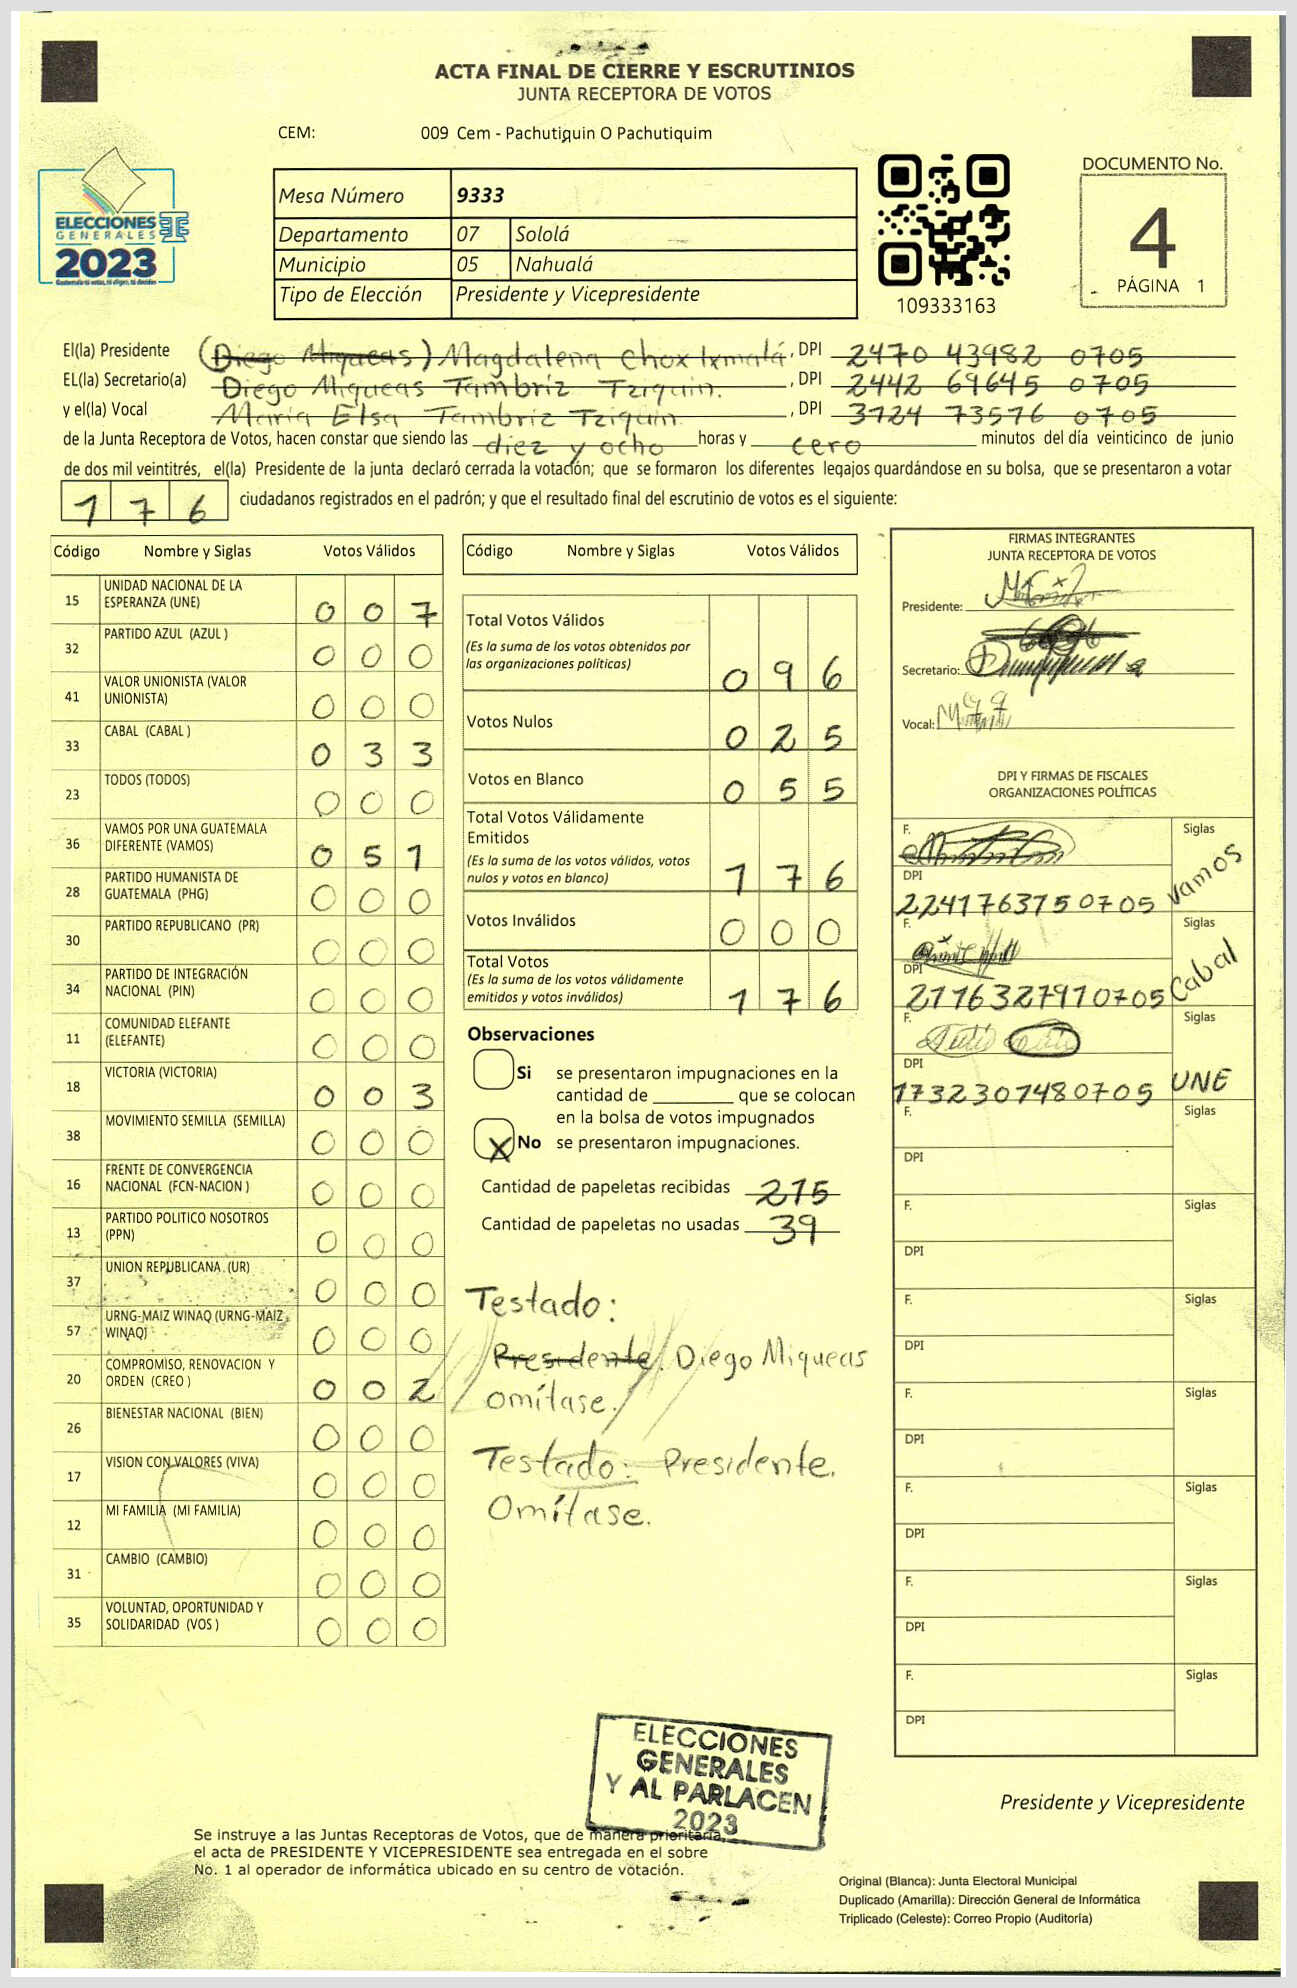 ACTA FINAL DE CIERRE Y ESCRUTINIOS
JUNTA RECEPTORA DE VOTOS
CEM: 009 Cem - Pachutiquin O Pachutiquim
ELECCIONES
GENERALES
2023
Mesa Número 9333
Departamento 07 Sololá
Municipio 05 Nahualá
Tipo de Elección Presidente y Vicepresidente
109333163
DOCUMENTO No.
4
PÁGINA 1
El(la) Presidente (Diego Miqueas) Magdalena Chox Ixmatá, DPI 2470 43982 0705
EL(la) Secretario(a) Diego Miqueas Tambriz Tziquin. , DPI 2442 69645 0705
y el(la) Vocal María Elsa Tambriz Tziquin. , DPI 3724 73576 0705
de la Junta Receptora de Votos, hacen constar que siendo las diez y ocho horas y cero minutos del día veinticinco de junio
de dos mil veintitrés, el(la) Presidente de la junta declaró cerrada la votación; que se formaron los diferentes legajos quardándose en su bolsa, que se presentaron a votar
176 ciudadanos registrados en el padrón; y que el resultado final del escrutinio de votos es el siguiente:
Código Nombre y Siglas Votos Válidos
15 UNIDAD NACIONAL DE LA ESPERANZA (UNE) 0 0 7
32 PARTIDO AZUL (AZUL ) 0 0 0
41 VALOR UNIONISTA (VALOR UNIONISTA) 0 0 0
33 CABAL (CABAL ) 0 3 3
23 TODOS (TODOS) 0 0 0
36 VAMOS POR UNA GUATEMALA DIFERENTE (VAMOS) 0 5 1
28 PARTIDO HUMANISTA DE GUATEMALA (PHG) 0 0 0
30 PARTIDO REPUBLICANO (PR) 0 0 0
34 PARTIDO DE INTEGRACIÓN NACIONAL (PIN) 0 0 0
11 COMUNIDAD ELEFANTE (ELEFANTE) 0 0 0
18 VICTORIA (VICTORIA) 0 0 3
38 MOVIMIENTO SEMILLA (SEMILLA) 0 0 0
16 FRENTE DE CONVERGENCIA NACIONAL (FCN-NACION ) 0 0 0
13 PARTIDO POLITICO NOSOTROS (PPN) 0 0 0
37 UNION REPUBLICANA (UR) 0 0 0
57 URNG-MAIZ WINAQ (URNG-MAIZ WINAQ) 0 0 0
20 COMPROMISO, RENOVACION Y ORDEN (CREO ) 0 0 2
26 BIENESTAR NACIONAL (BIEN) 0 0 0
17 VISION CON VALORES (VIVA) 0 0 0
12 MI FAMILIA (MI FAMILIA) 0 0 0
31 CAMBIO (CAMBIO) 0 0 0
35 VOLUNTAD, OPORTUNIDAD Y SOLIDARIDAD (VOS ) 0 0 0
Código Nombre y Siglas Votos Válidos
Total Votos Válidos
(Es la suma de los votos obtenidos por
las organizaciones políticas) 0 9 6
Votos Nulos 0 2 5
Votos en Blanco 0 5 5
Total Votos Válidamente
Emitidos
(Es la suma de los votos válidos, votos
nulos y votos en blanco) 1 7 6
Votos Inválidos 0 0 0
Total Votos
(Es la suma de los votos válidamente
emitidos y votos inválidos) 1 7 6
Observaciones
Si se presentaron impugnaciones en la
cantidad de ________ que se colocan
en la bolsa de votos impugnados
X No se presentaron impugnaciones.
Cantidad de papeletas recibidas 215
Cantidad de papeletas no usadas 39
Testado:
Presidente. Diego Miqueas
omítase.
Testado: Presidente.
Omítase.
FIRMAS INTEGRANTES
JUNTA RECEPTORA DE VOTOS
Presidente:
Secretario:
Vocal:
DPI Y FIRMAS DE FISCALES
ORGANIZACIONES POLÍTICAS
F. Siglas
DPI Vamos
2241763750705
F. Siglas
DPI Cabal
2116327910705
F. Siglas
DPI UNE
1732307480705
F. Siglas
DPI
F. Siglas
DPI
F. Siglas
DPI
F. Siglas
DPI
F. Siglas
DPI
F. Siglas
DPI
F. Siglas
DPI
ELECCIONES
GENERALES
Y AL PARLACEN
2023
Presidente y Vicepresidente
Se instruye a las Juntas Receptoras de Votos, que de manera prioritaria,
el acta de PRESIDENTE Y VICEPRESIDENTE sea entregada en el sobre
No. 1 al operador de informática ubicado en su centro de votación.
Original (Blanca): Junta Electoral Municipal
Duplicado (Amarilla): Dirección General de Informática
Triplicado (Celeste): Correo Propio (Auditoría)